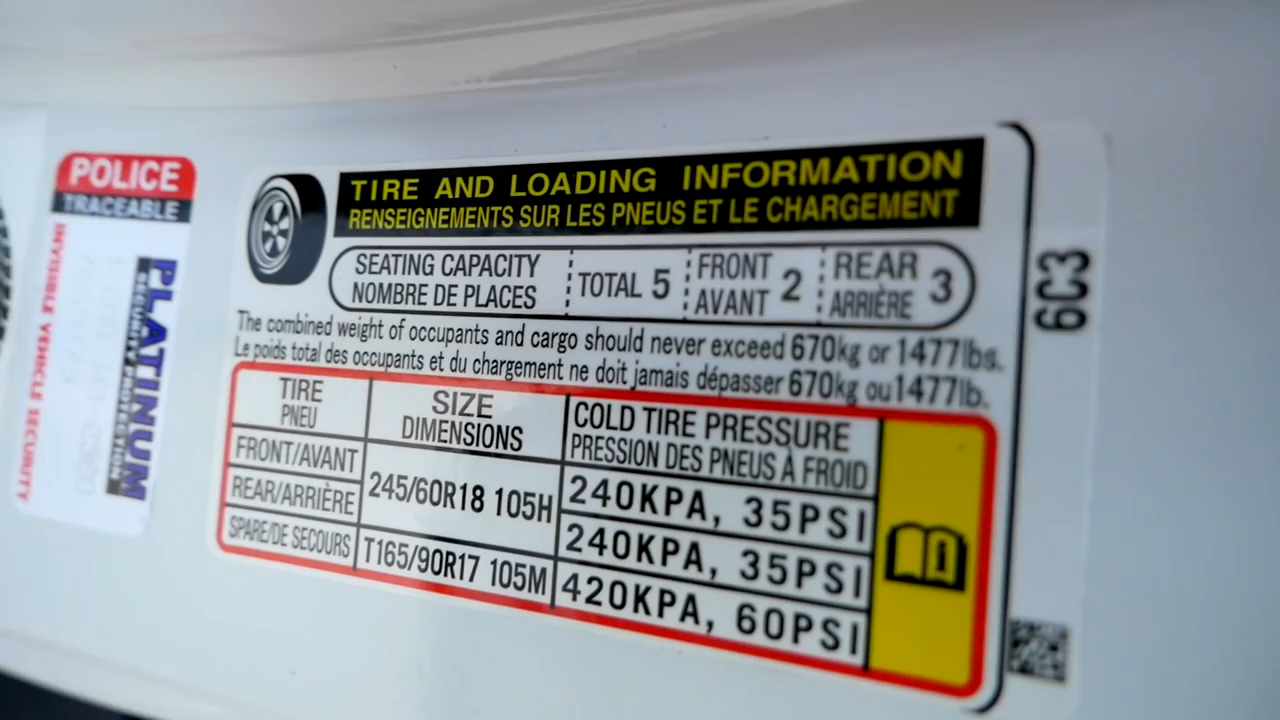 POLICE
TRACEABLE
INVISIBLE VEHICLE SECURITY
PLATINUM
SECURITY PROTECTION
TIRE AND LOADING INFORMATION
RENSEIGNEMENTS SUR LES PNEUS ET LE CHARGEMENT
SEATING CAPACITY
NOMBRE DE PLACES
TOTAL 5
FRONT
AVANT
2
REAR
ARRIÈRE
3
The combined weight of occupants and cargo should never exceed 670kg or 1477lbs.
Le poids total des occupants et du chargement ne doit jamais dépasser 670kg ou1477lb.
TIRE
PNEU
SIZE
DIMENSIONS
COLD TIRE PRESSURE
PRESSION DES PNEUS À FROID
FRONT/AVANT
245/60R18 105H
240KPA, 35PSI
REAR/ARRIÈRE
240KPA, 35PSI
SPARE/DE SECOURS
T165/90R17 105M
420KPA, 60PSI
6C3